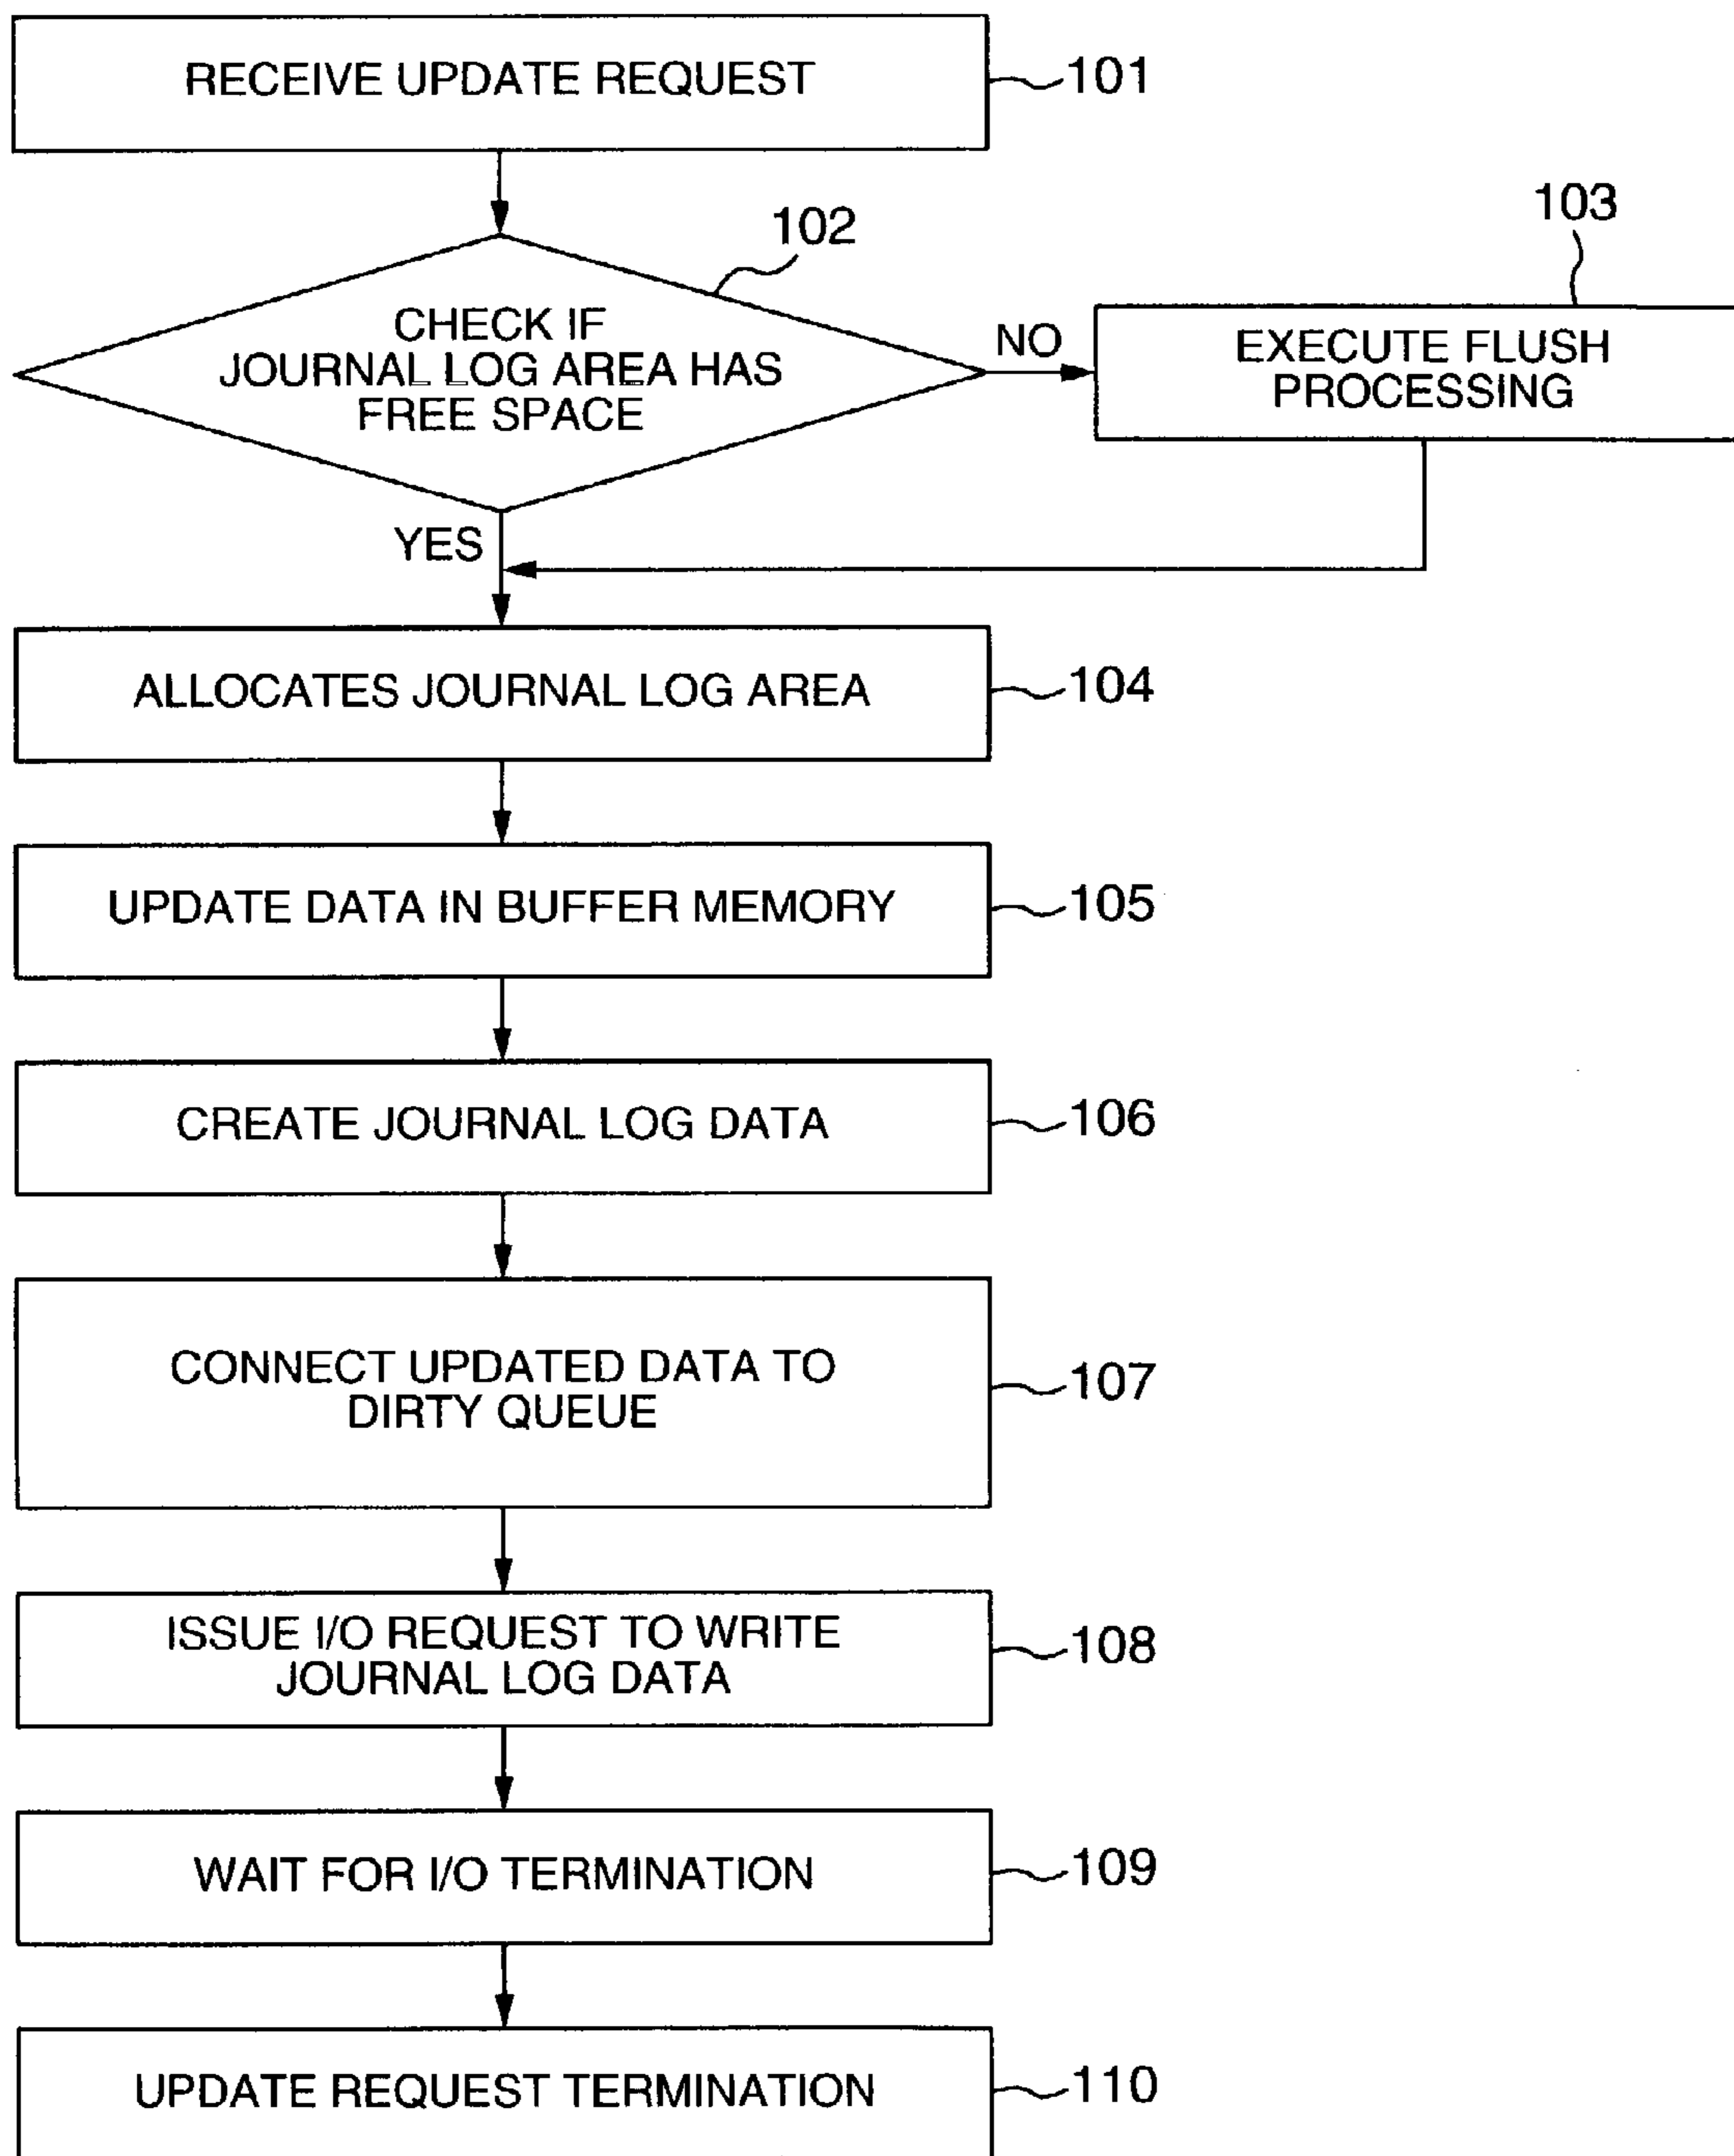 RECEIVE UPDATE REQUEST
101
102
103
CHECK IF
JOURNAL LOG AREA HAS
FREE SPACE
NO
EXECUTE FLUSH
PROCESSING
YES
ALLOCATES JOURNAL LOG AREA
104
UPDATE DATA IN BUFFER MEMORY
105
CREATE JOURNAL LOG DATA
106
CONNECT UPDATED DATA TO
DIRTY QUEUE
107
ISSUE I/O REQUEST TO WRITE
JOURNAL LOG DATA
108
WAIT FOR I/O TERMINATION
109
UPDATE REQUEST TERMINATION
110